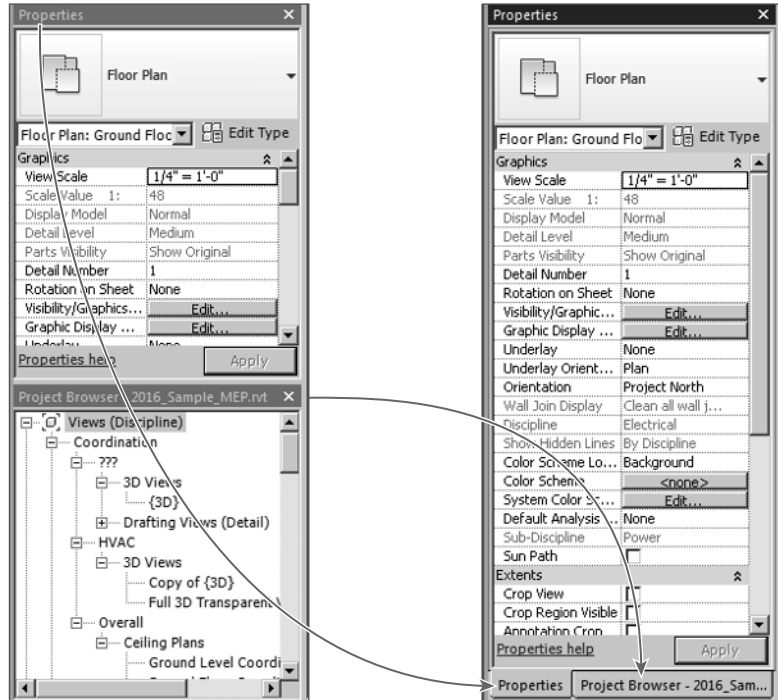 Properties
Floor Plan
Floor Plan: Ground Floc Edit Type
Graphics
View Scale 1/4" = 1'-0"
Scale Value 1: 48
Display Model Normal
Detail Level Medium
Parts Visibility Show Original
Detail Number 1
Rotation on Sheet None
Visibility/Graphics... Edit...
Graphic Display ... Edit...
Underlay None
Properties help Apply
Project Browser - 2016_Sample_MEP.rvt
Views (Discipline)
Coordination
???
3D Views
{3D}
Drafting Views (Detail)
HVAC
3D Views
Copy of {3D}
Full 3D Transparent V
Overall
Ceiling Plans
Ground Level Coordi
Properties
Floor Plan
Floor Plan: Ground Flo Edit Type
Graphics
View Scale 1/4" = 1'-0"
Scale Value 1: 48
Display Model Normal
Detail Level Medium
Parts Visibility Show Original
Detail Number 1
Rotation on Sheet None
Visibility/Graphic... Edit...
Graphic Display ... Edit...
Underlay None
Underlay Orient... Plan
Orientation Project North
Wall Join Display Clean all wall j...
Discipline Electrical
Show Hidden Lines By Discipline
Color Scheme Lo... Background
Color Scheme <none>
System Color Sc... Edit...
Default Analysis ... None
Sub-Discipline Power
Sun Path
Extents
Crop View
Crop Region Visible
Annotation Crop
Properties help Apply
Properties Project Browser - 2016_Sam...